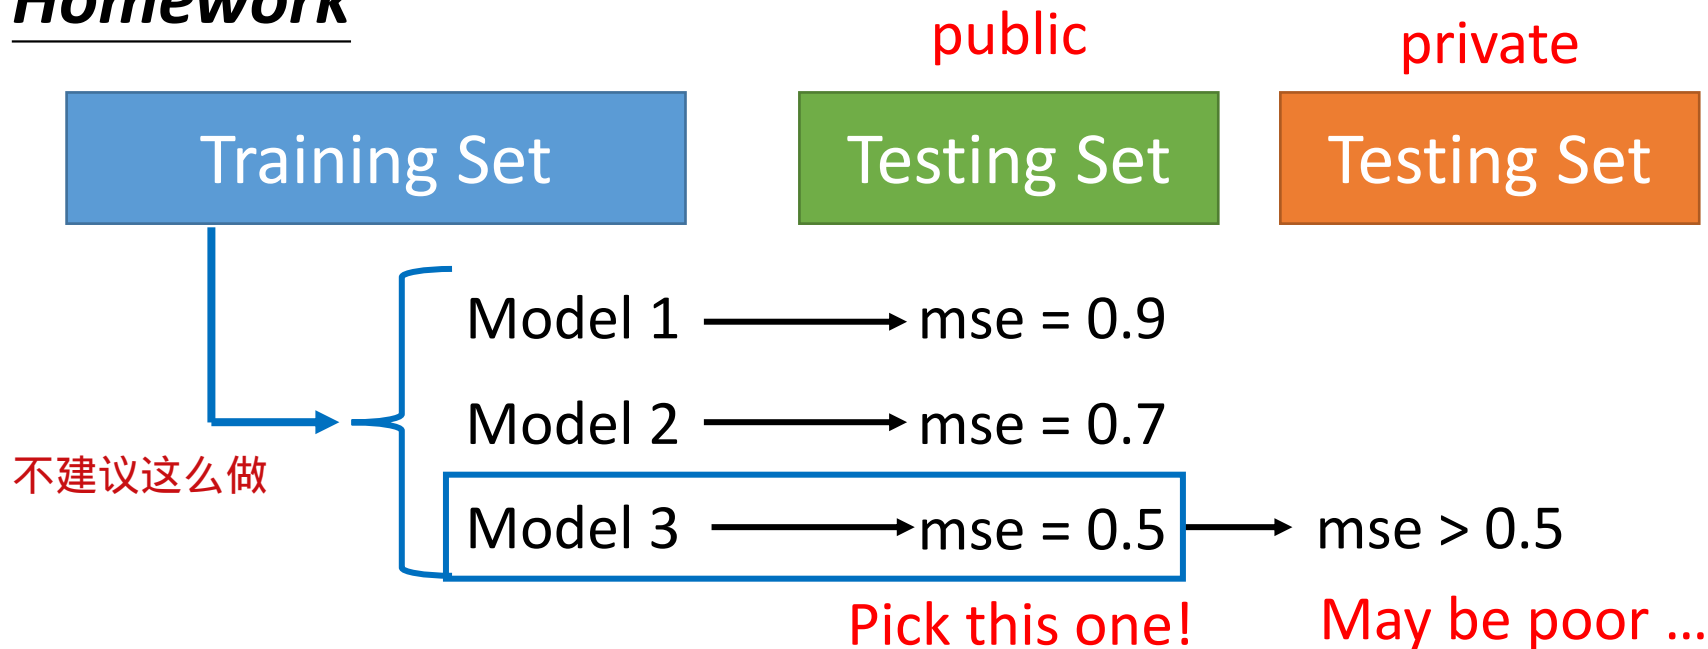 Homework
public
private
Training Set
Testing Set
Testing Set
Model 1
mse = 0.9
Model 2
mse = 0.7
不建议这么做
Model 3
mse = 0.5
mse > 0.5
Pick this one!
May be poor ...